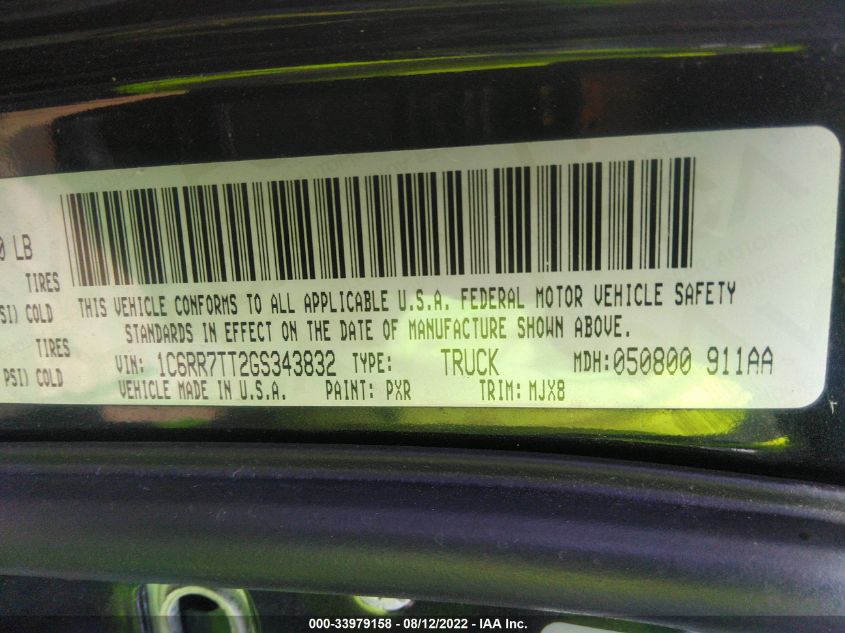 0 LB
TIRES
SI) COLD
TIRES
PSI) COLD
THIS VEHICLE CONFORMS TO ALL APPLICABLE U.S.A. FEDERAL MOTOR VEHICLE SAFETY
STANDARDS IN EFFECT ON THE DATE OF MANUFACTURE SHOWN ABOVE.
VIN: 1C6RR7TT2GS343832 TYPE: TRUCK MDH:050800 911AA
VEHICLE MADE IN U.S.A. PAINT: PXR TRIM: MJX8
000-33979158 - 08/12/2022 - IAA Inc.